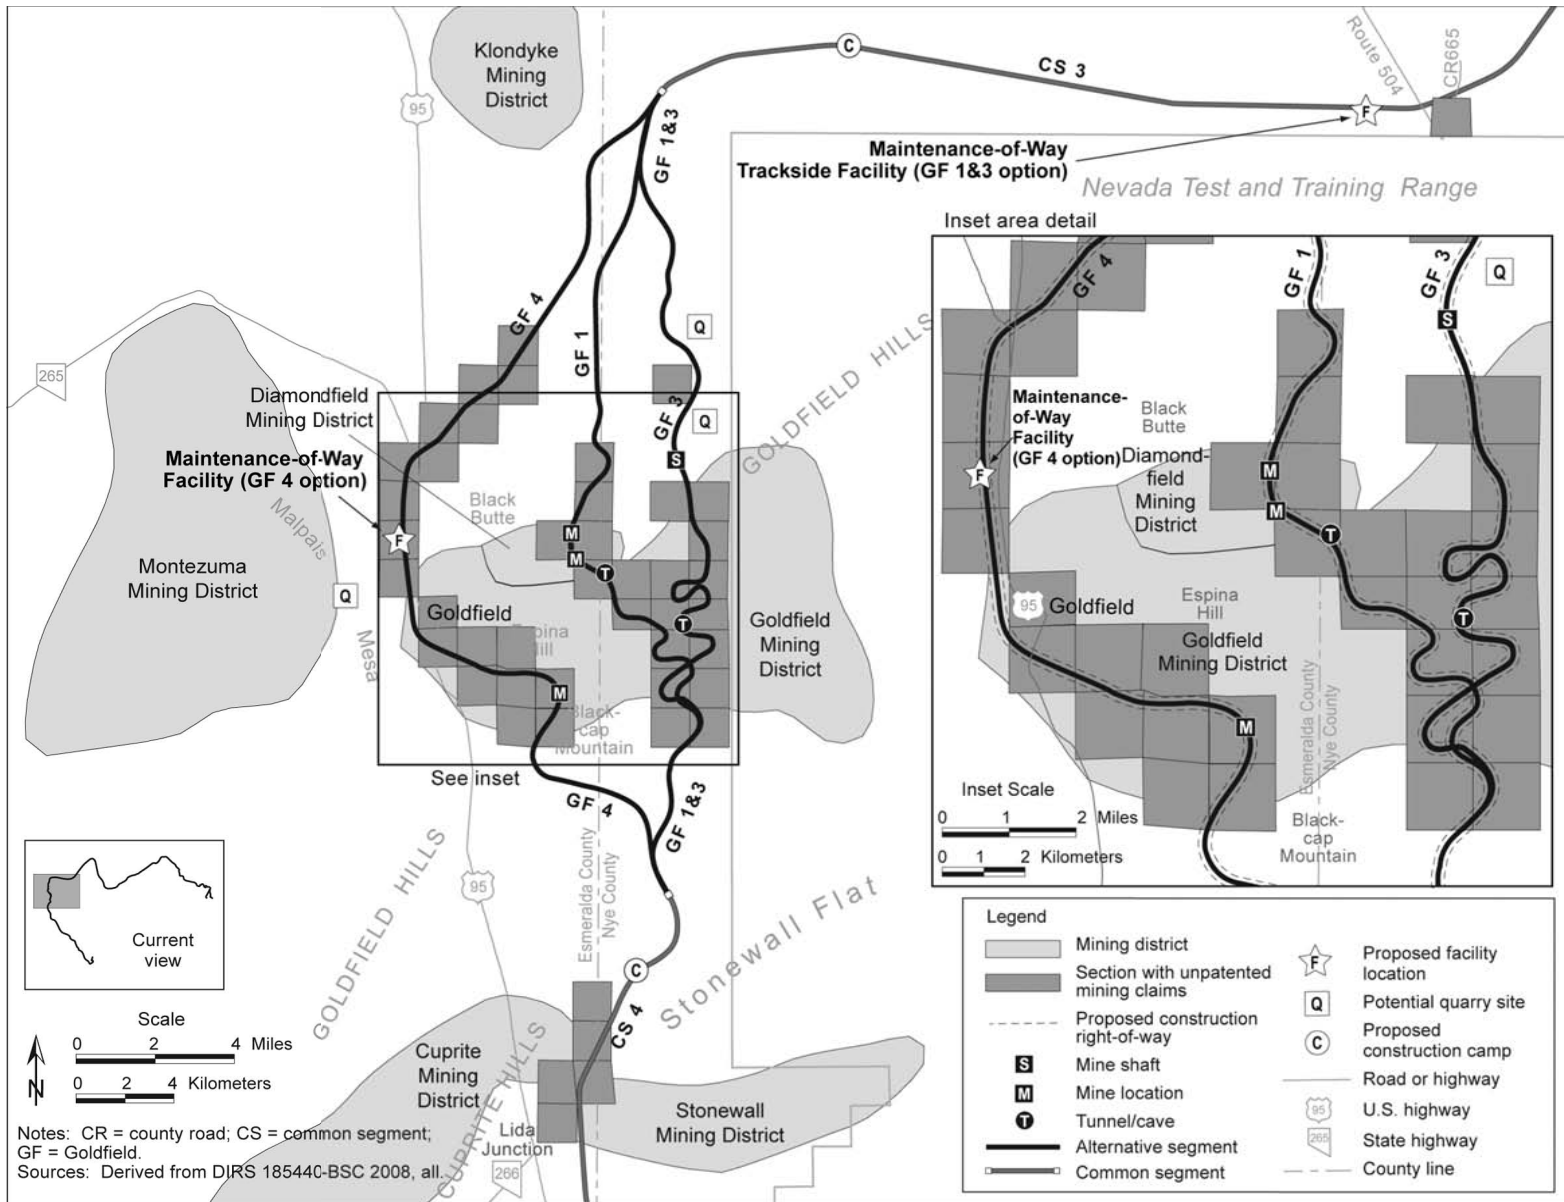 Klondyke
Mining
District
95
C
CS 3
Route 504
CR665
F
GF 1&3
Maintenance-of-Way
Trackside Facility (GF 1&3 option)
Nevada Test and Training Range
265
GF 4
GF 1
Q
GF 3
Q
S
GOLDFIELD HILLS
Diamondfield
Mining District
Maintenance-of-Way
Facility (GF 4 option)
Malpais
Mesa
Black
Butte
F
M
M
T
T
Montezuma
Mining District
Q
Goldfield
Espina
Hill
Goldfield
Mining
District
M
Black-
cap
Mountain
See inset
GF 4
GF 1&3
Esmeralda County
Nye County
95
GOLDFIELD HILLS
Stonewall Flat
C
CS 4
Cuprite
Mining
District
CUPRITE HILLS
Lida
Junction
266
Stonewall
Mining District
Inset area detail
GF 4
GF 1
GF 3
Q
S
Maintenance-
of-Way
Facility
(GF 4 option)
F
Black
Butte
Diamond-
field
Mining
District
M
M
T
T
95
Goldfield
Espina
Hill
Goldfield
Mining District
M
Esmeralda County
Nye County
Black-
cap
Mountain
Inset Scale
0 1 2 Miles
0 1 2 Kilometers
Current
view
Scale
0 2 4 Miles
0 2 4 Kilometers
N
Notes: CR = county road; CS = common segment;
GF = Goldfield.
Sources: Derived from DIRS 185440-BSC 2008, all.
Legend
Mining district
Section with unpatented
mining claims
Proposed construction
right-of-way
S Mine shaft
M Mine location
T Tunnel/cave
Alternative segment
Common segment
F Proposed facility
location
Q Potential quarry site
C Proposed
construction camp
Road or highway
95 U.S. highway
265 State highway
County line